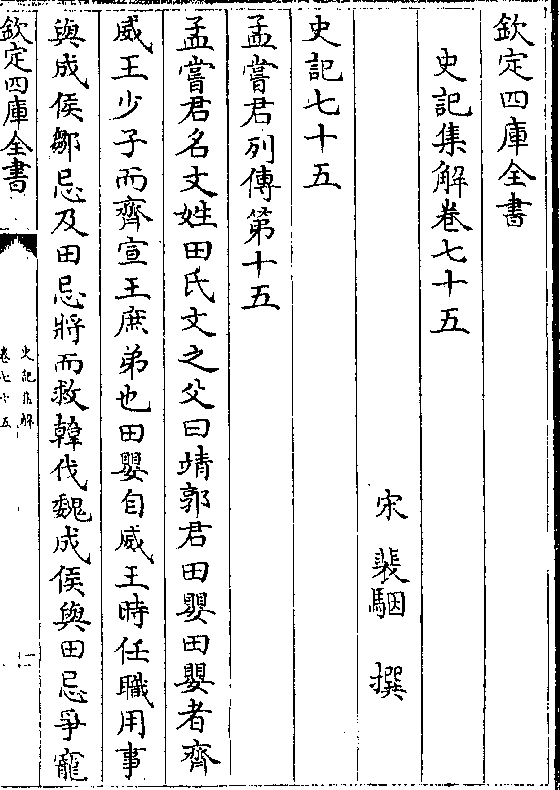 欽定四庫全書
史記集解卷七十五
宋 裴駰 撰
史記七十五
孟嘗君列傳第十五
孟嘗君名文姓田氏文之父曰靖郭君田嬰田嬰者齊
威王少子而齊宣王庶弟也田嬰自威王時任職用事
與成侯鄒忌及田忌將而救韓伐魏成侯與田忌爭寵
欽定四庫全書
史記集解
卷七十五
一